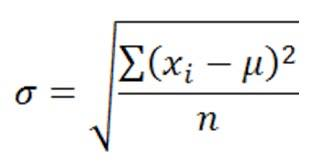 σ = √(∑(xᵢ − μ)² / n)